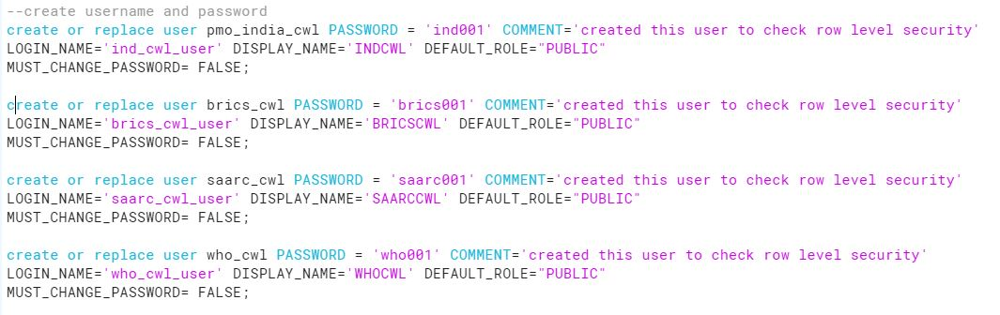 --create username and password
create or replace user pmo_india_cwl PASSWORD = 'ind001' COMMENT='created this user to check row level security'
LOGIN_NAME='ind_cwl_user' DISPLAY_NAME='INDCWL' DEFAULT_ROLE="PUBLIC"
MUST_CHANGE_PASSWORD= FALSE;
create or replace user brics_cwl PASSWORD = 'brics001' COMMENT='created this user to check row level security'
LOGIN_NAME='brics_cwl_user' DISPLAY_NAME='BRICSCWL' DEFAULT_ROLE="PUBLIC"
MUST_CHANGE_PASSWORD= FALSE;
create or replace user saarc_cwl PASSWORD = 'saarc001' COMMENT='created this user to check row level security'
LOGIN_NAME='saarc_cwl_user' DISPLAY_NAME='SAARCCWL' DEFAULT_ROLE="PUBLIC"
MUST_CHANGE_PASSWORD= FALSE;
create or replace user who_cwl PASSWORD = 'who001' COMMENT='created this user to check row level security'
LOGIN_NAME='who_cwl_user' DISPLAY_NAME='WHOCWL' DEFAULT_ROLE="PUBLIC"
MUST_CHANGE_PASSWORD= FALSE;